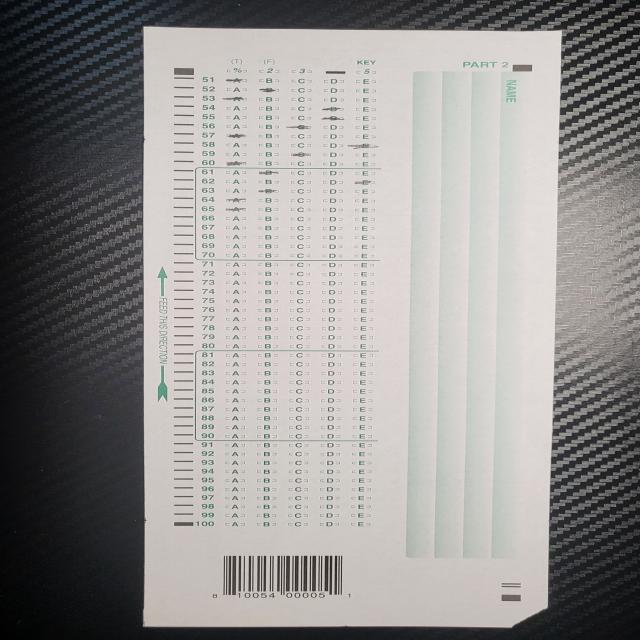 (T) (F) KEY PART 2
% 2 3 5 NAME
51 A B C D E
52 A B C D E
53 A B C D E
54 A B C D E
55 A B C D E
56 A B C D E
57 A B C D E
58 A B C D E
59 A B C D E
60 A B C D E
61 A B C D E
62 A B C D E
63 A B C D E
64 A B C D E
65 A B C D E
66 A B C D E
67 A B C D E
68 A B C D E
69 A B C D E
70 A B C D E
71 A B C D E
72 A B C D E
73 A B C D E
74 A B C D E
75 A B C D E
76 A B C D E
77 A B C D E
78 A B C D E
79 A B C D E
80 A B C D E
81 A B C D E
82 A B C D E
83 A B C D E
84 A B C D E
85 A B C D E
86 A B C D E
87 A B C D E
88 A B C D E
89 A B C D E
90 A B C D E
91 A B C D E
92 A B C D E
93 A B C D E
94 A B C D E
95 A B C D E
96 A B C D E
97 A B C D E
98 A B C D E
99 A B C D E
100 A B C D E
FEED THIS DIRECTION
8 10054 00005 1